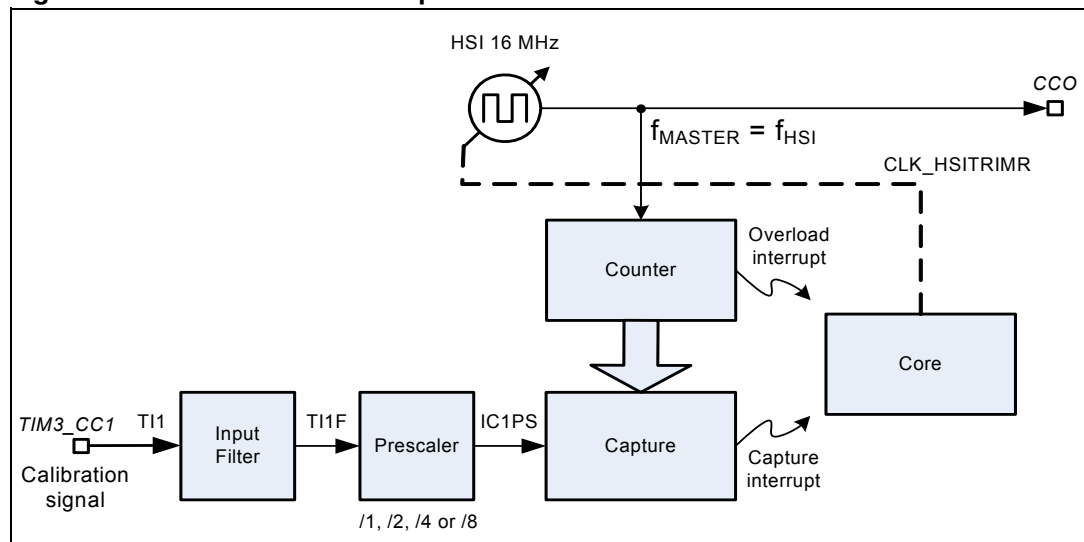 HSI 16 MHz
CCO
fMASTER = fHSI
CLK_HSITRIMR
Counter
Overload
interrupt
Core
TIM3_CC1
TI1
Input
Filter
TI1F
Prescaler
IC1PS
Capture
Calibration
signal
/1, /2, /4 or /8
Capture
interrupt